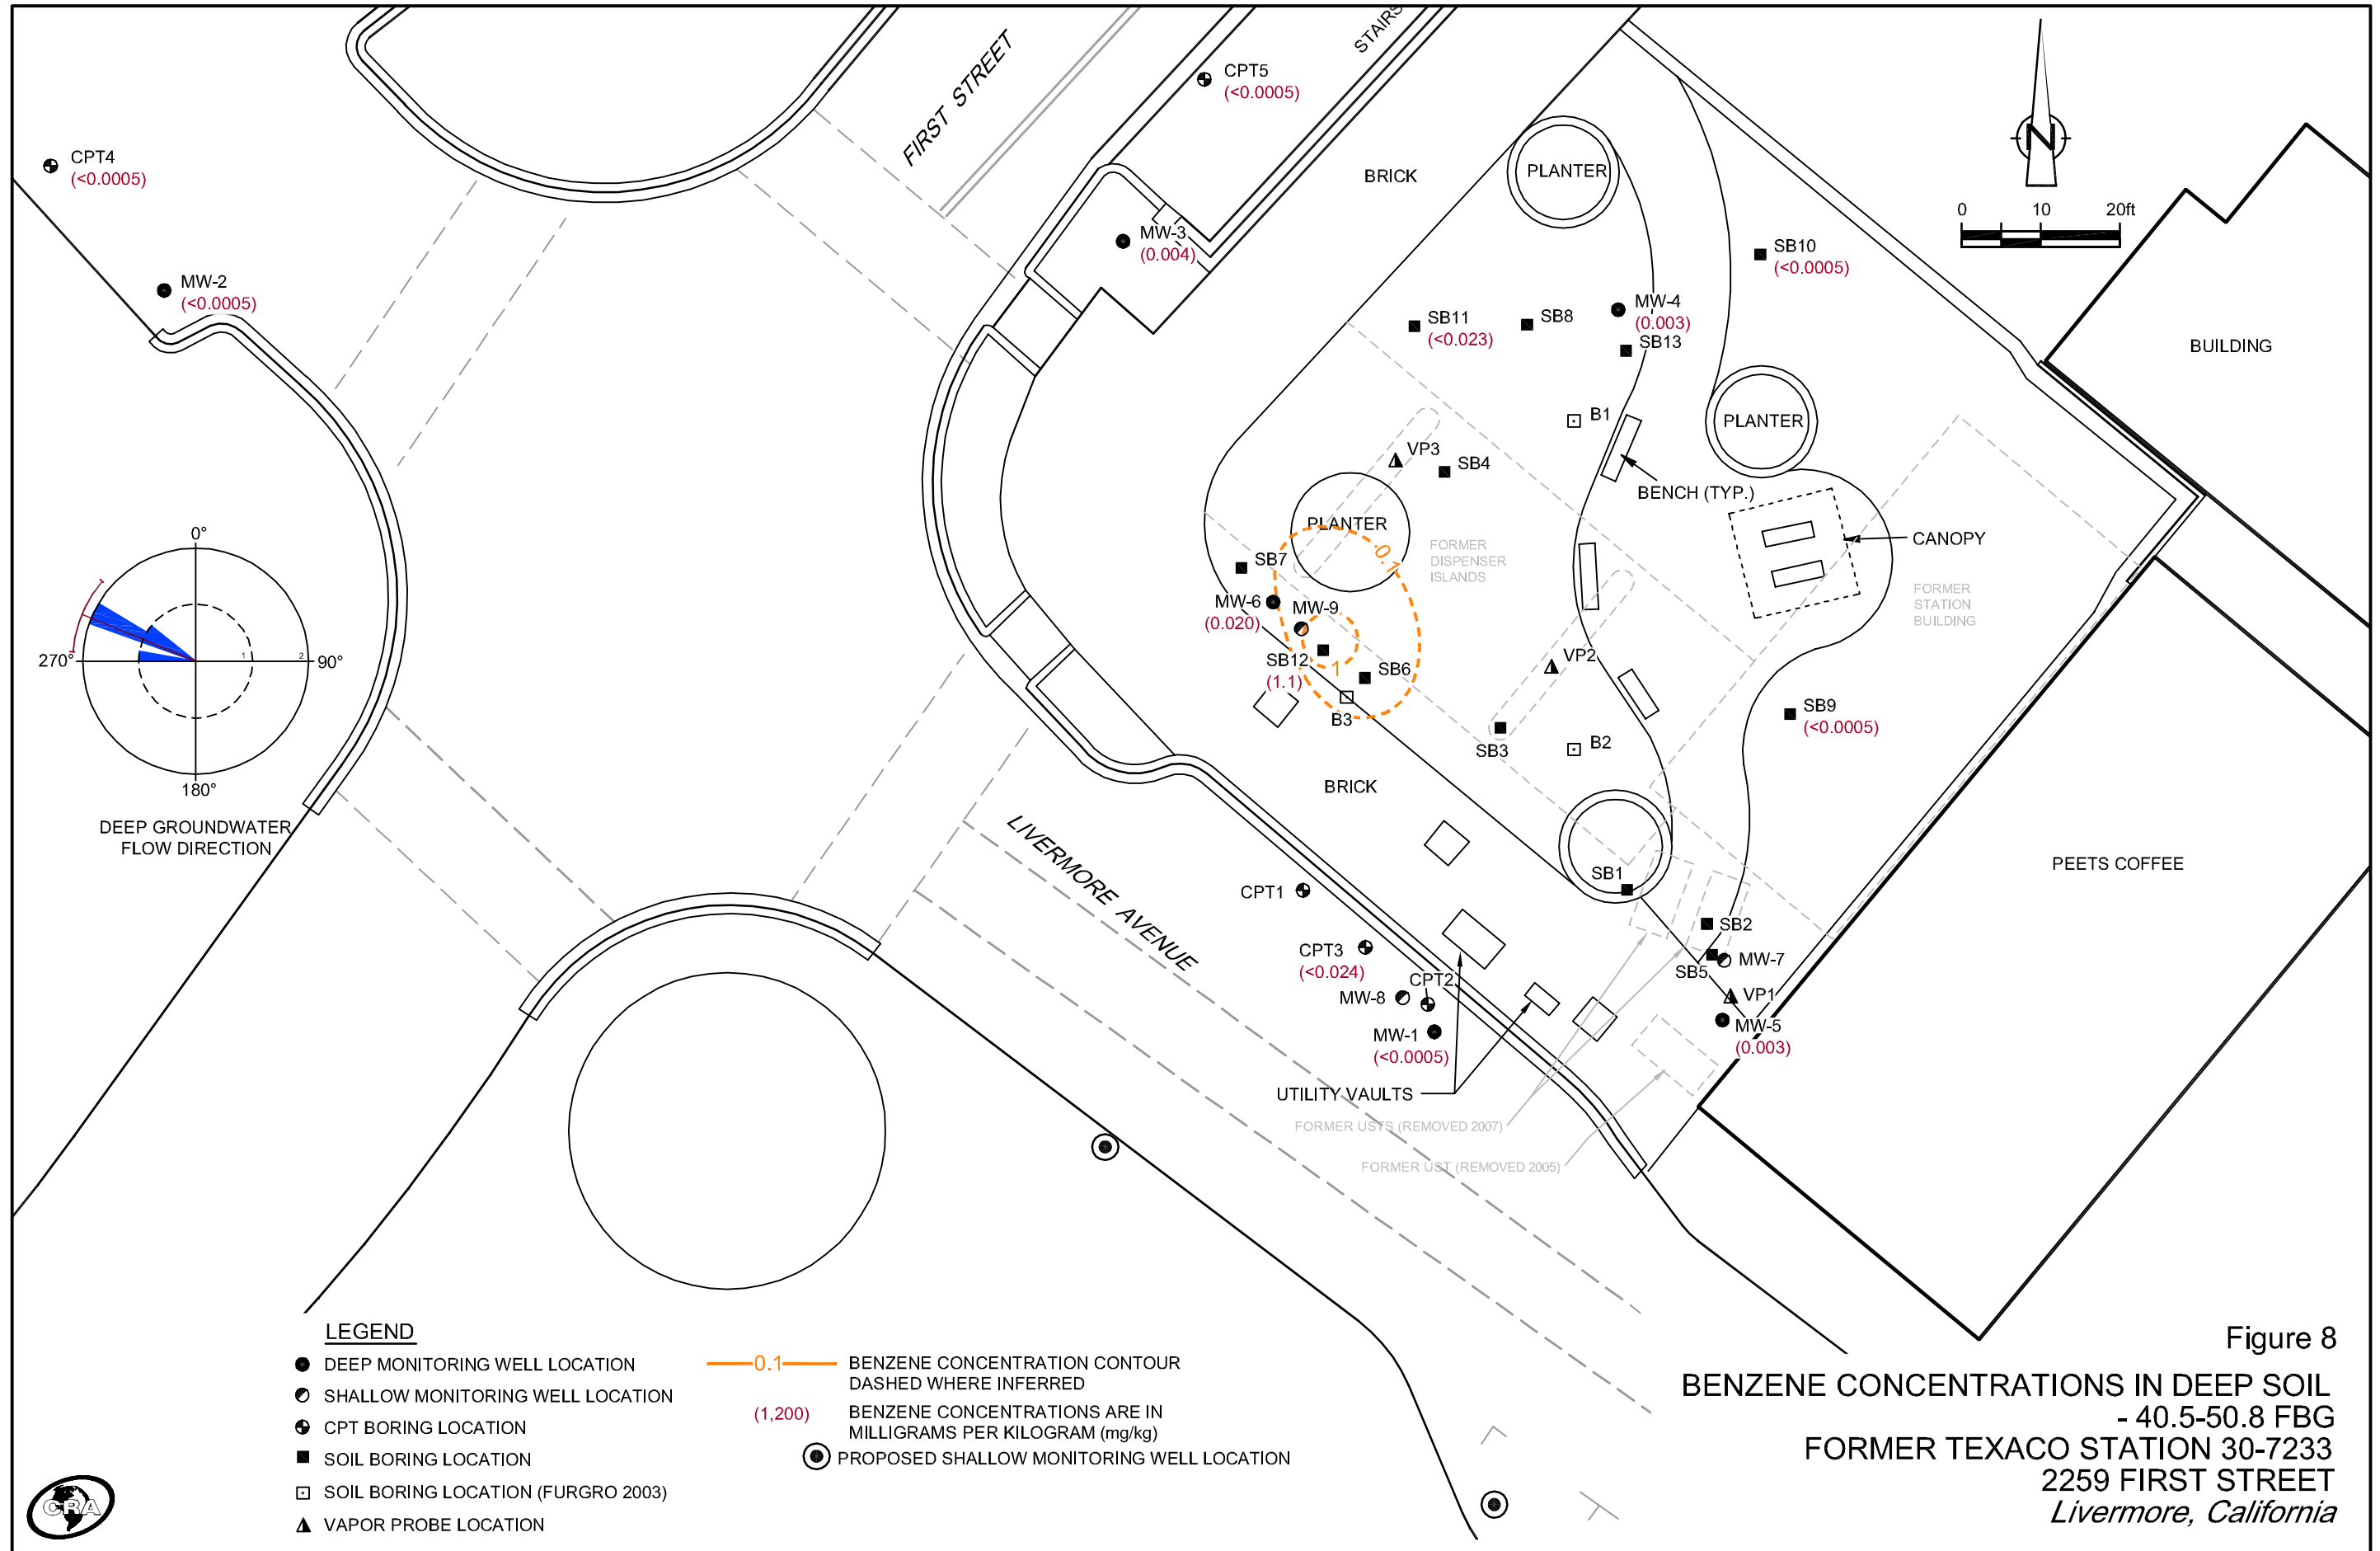 STAIRS
FIRST STREET
CPT5
(<0.0005)
CPT4
(<0.0005)
BRICK
PLANTER
N
0 10 20ft
MW-3
(0.004)
SB10
(<0.0005)
MW-2
(<0.0005)
MW-4
(0.003)
SB11
(<0.023)
SB8
SB13
BUILDING
B1
PLANTER
VP3
SB4
BENCH (TYP.)
PLANTER
0.1
CANOPY
FORMER
DISPENSER
ISLANDS
0°
270°
90°
1
2
180°
DEEP GROUNDWATER
FLOW DIRECTION
SB7
MW-6
(0.020)
MW-9
FORMER
STATION
BUILDING
SB12
(1.1)
1
SB6
VP2
B3
SB9
(<0.0005)
SB3
B2
BRICK
LIVERMORE AVENUE
PEETS COFFEE
CPT1
SB1
SB2
CPT3
(<0.024)
CPT2
SB5
MW-7
MW-8
VP1
MW-1
(<0.0005)
MW-5
(0.003)
UTILITY VAULTS
FORMER USTS (REMOVED 2007)
FORMER UST (REMOVED 2005)
LEGEND
DEEP MONITORING WELL LOCATION
SHALLOW MONITORING WELL LOCATION
CPT BORING LOCATION
SOIL BORING LOCATION
SOIL BORING LOCATION (FURGRO 2003)
VAPOR PROBE LOCATION
0.1
BENZENE CONCENTRATION CONTOUR
DASHED WHERE INFERRED
(1,200)
BENZENE CONCENTRATIONS ARE IN
MILLIGRAMS PER KILOGRAM (mg/kg)
PROPOSED SHALLOW MONITORING WELL LOCATION
CRA
Figure 8
BENZENE CONCENTRATIONS IN DEEP SOIL
- 40.5-50.8 FBG
FORMER TEXACO STATION 30-7233
2259 FIRST STREET
Livermore, California